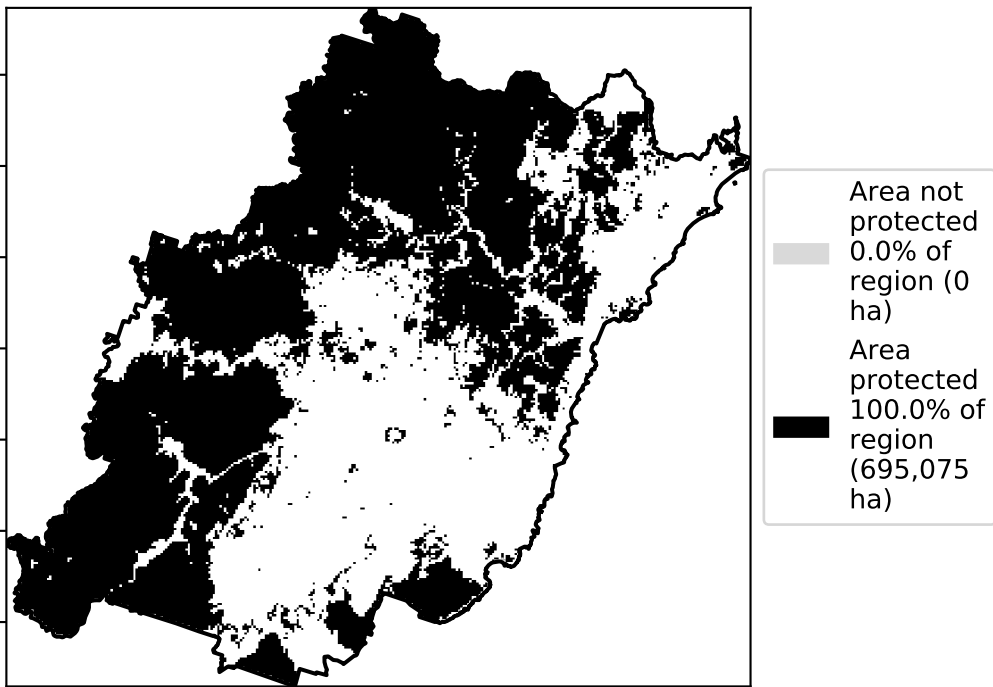 Area not
protected
0.0% of
region (0
ha)
Area
protected
100.0% of
region
(695,075
ha)